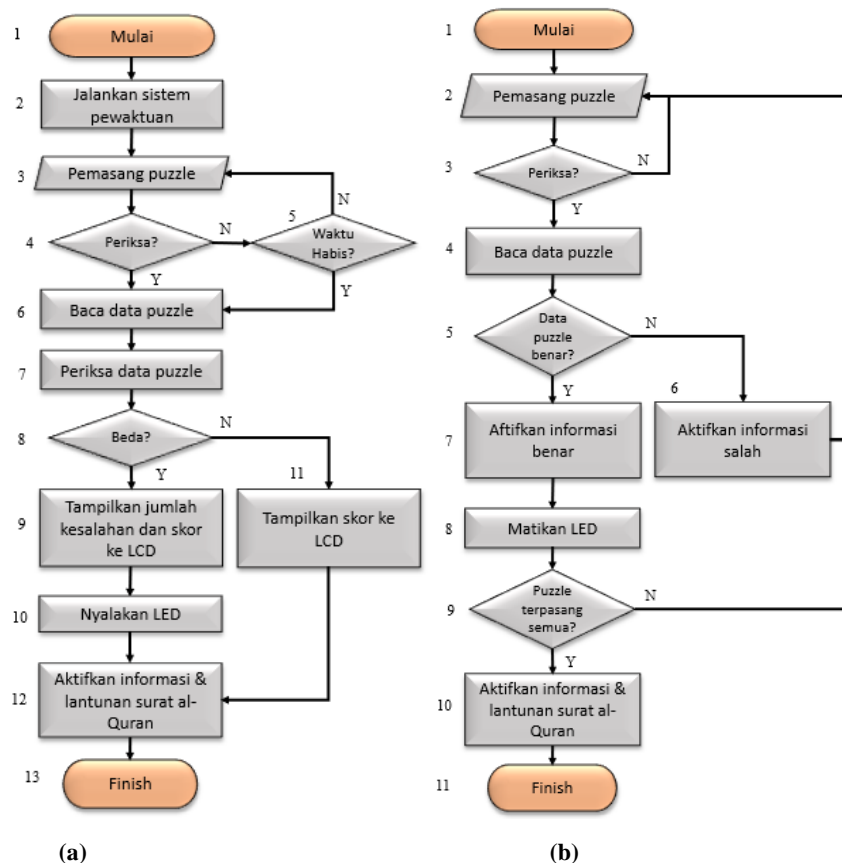 1
Mulai
2
Jalankan sistem
pewaktuan
3
Pemasang puzzle
N
4
Periksa?
N
5
Waktu
Habis?
Y
Y
6
Baca data puzzle
7
Periksa data puzzle
8
Beda?
N
Y
11
9
Tampilkan jumlah
kesalahan dan skor
ke LCD
Tampilkan skor ke
LCD
10
Nyalakan LED
12
Aktifkan informasi &
lantunan surat al-
Quran
13
Finish
(a)
1
Mulai
2
Pemasang puzzle
3
Periksa?
N
Y
4
Baca data puzzle
5
Data
puzzle
benar?
N
Y
6
7
Aftifkan informasi
benar
Aktifkan informasi
salah
8
Matikan LED
9
Puzzle
terpasang
semua?
N
Y
10
Aktifkan informasi &
lantunan surat al-
Quran
11
Finish
(b)